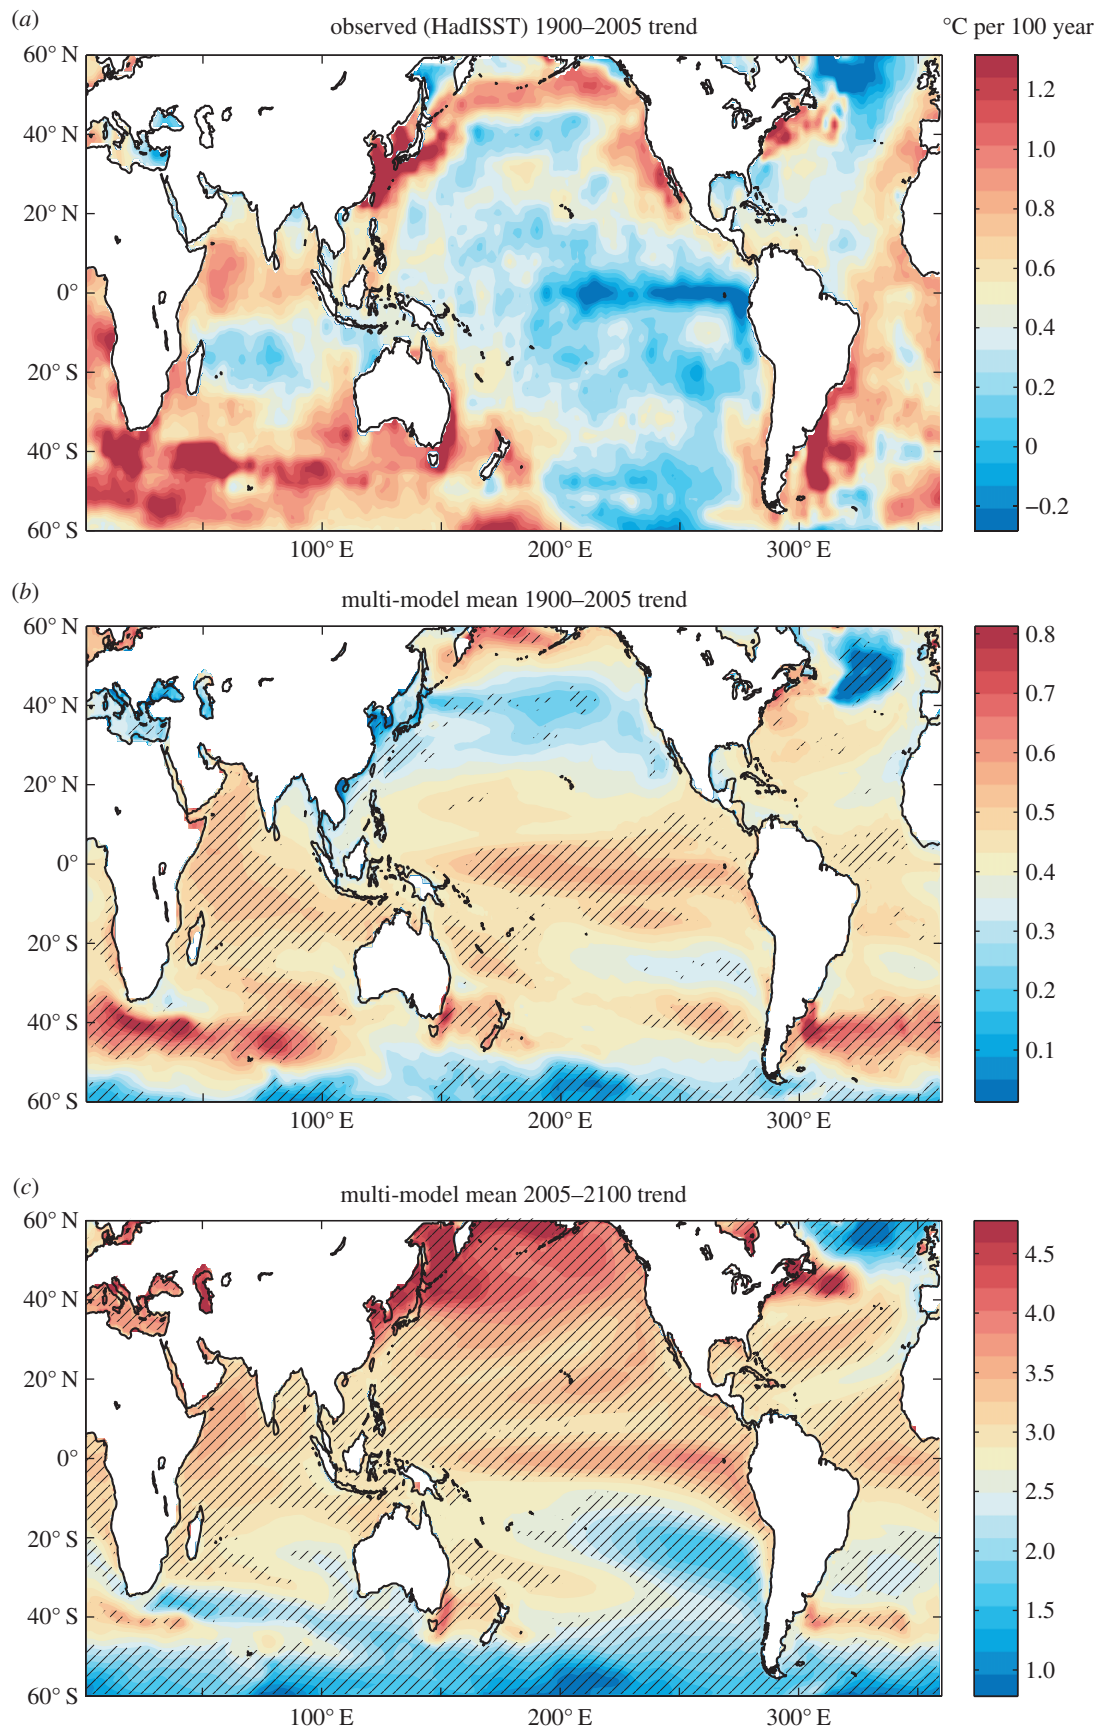 (a)
observed (HadISST) 1900–2005 trend
°C per 100 year
60° N
40° N
20° N
0°
20° S
40° S
60° S
100° E
200° E
300° E
1.2
1.0
0.8
0.6
0.4
0.2
0
−0.2
(b)
multi-model mean 1900–2005 trend
60° N
40° N
20° N
0°
20° S
40° S
60° S
100° E
200° E
300° E
0.8
0.7
0.6
0.5
0.4
0.3
0.2
0.1
(c)
multi-model mean 2005–2100 trend
60° N
40° N
20° N
0°
20° S
40° S
60° S
100° E
200° E
300° E
4.5
4.0
3.5
3.0
2.5
2.0
1.5
1.0